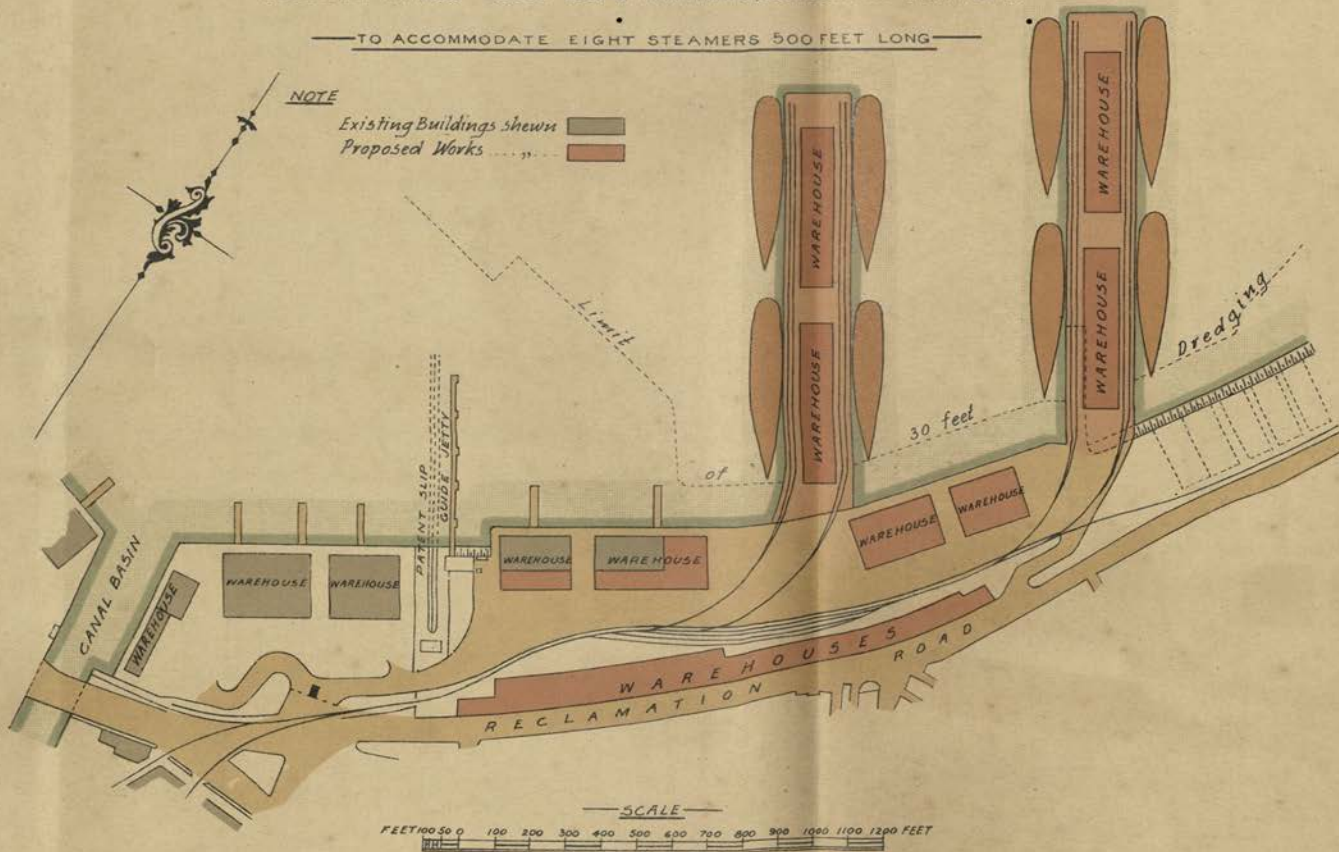 TO ACCOMMODATE EIGHT STEAMERS 500 FEET LONG
NOTE
Existing Buildings shewn
Proposed Works .... „ ....
WAREHOUSE
WAREHOUSE
WAREHOUSE
WAREHOUSE
Limit
of
30 feet
Dredging
PATENT SLIP
GUIDE JETTY
CANAL BASIN
WAREHOUSE
WAREHOUSE
WAREHOUSE
WAREHOUSE
WAREHOUSE
WAREHOUSE
WAREHOUSE
WAREHOUSES
RECLAMATION ROAD
SCALE
FEET 100 50 0 100 200 300 400 500 600 700 800 900 1000 1100 1200 FEET